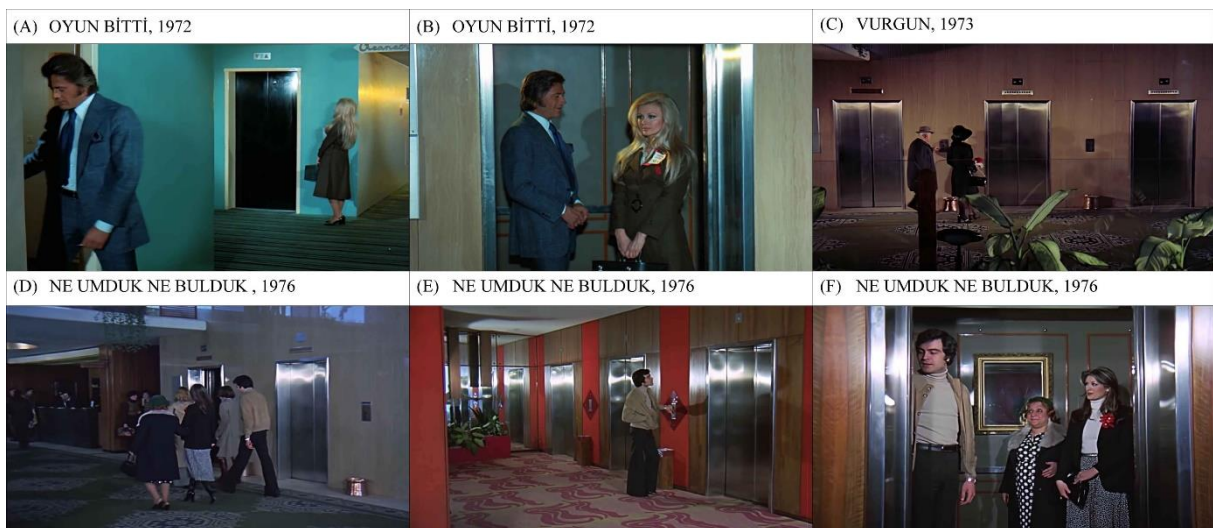 (A) OYUN BİTTİ, 1972
(B) OYUN BİTTİ, 1972
(C) VURGUN, 1973
(D) NE UMDUK NE BULDUK , 1976
(E) NE UMDUK NE BULDUK, 1976
(F) NE UMDUK NE BULDUK, 1976